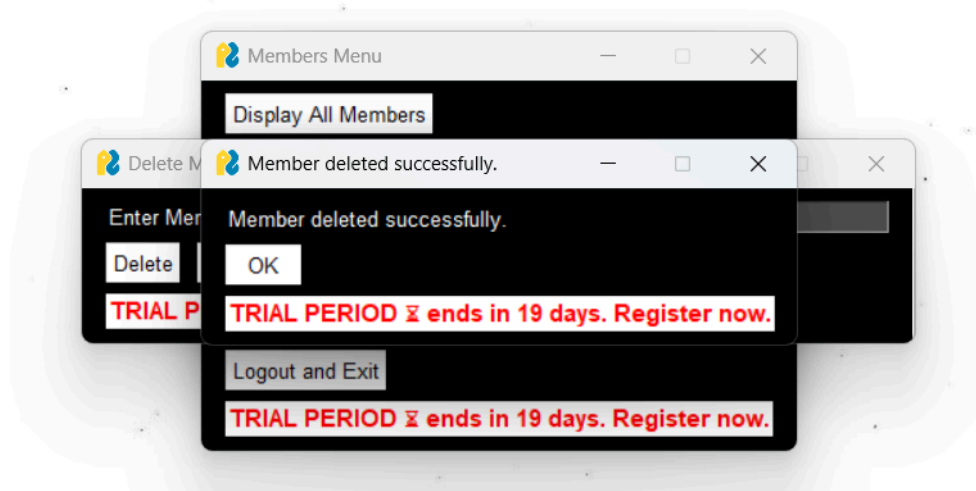 Members Menu
Display All Members
Delete M
Member deleted successfully.
Enter Mer
Member deleted successfully.
Delete
OK
TRIAL P
TRIAL PERIOD ⌛ ends in 19 days. Register now.
Logout and Exit
TRIAL PERIOD ⌛ ends in 19 days. Register now.